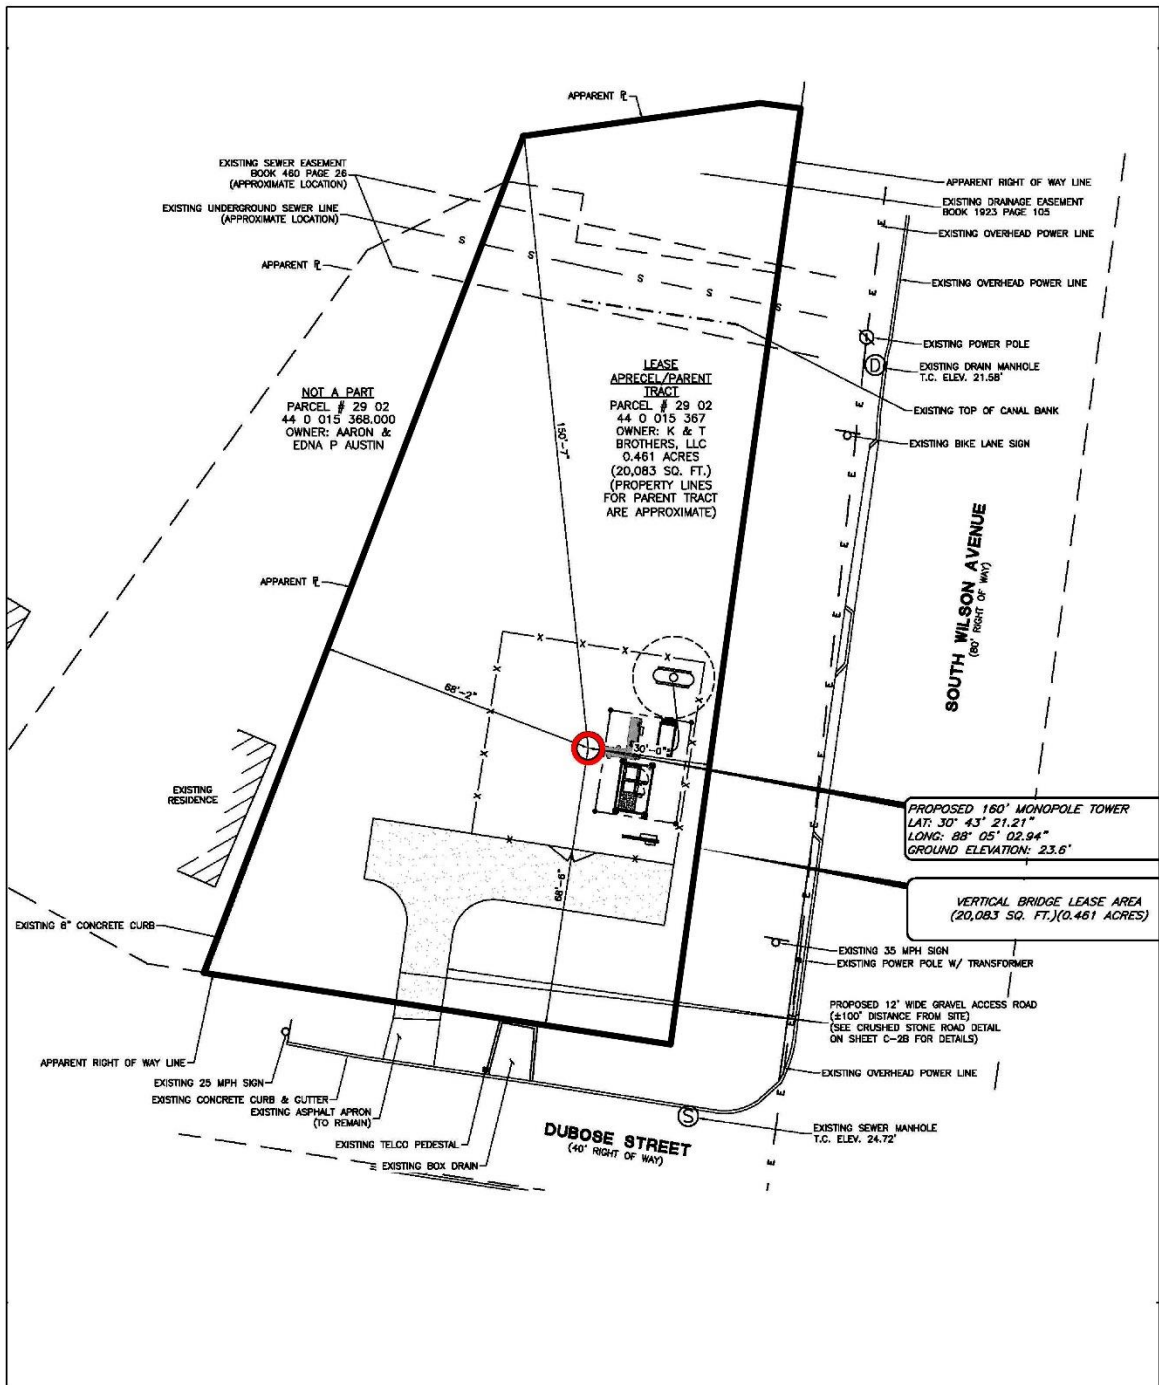 APPARENT ℄
EXISTING SEWER EASEMENT
BOOK 460 PAGE 26
(APPROXIMATE LOCATION)
EXISTING UNDERGROUND SEWER LINE
(APPROXIMATE LOCATION)
APPARENT ℄
APPARENT RIGHT OF WAY LINE
EXISTING DRAINAGE EASEMENT
BOOK 1923 PAGE 105
EXISTING OVERHEAD POWER LINE
EXISTING OVERHEAD POWER LINE
EXISTING POWER POLE
EXISTING DRAIN MANHOLE
T.C. ELEV. 21.58'
D
EXISTING TOP OF CANAL BANK
EXISTING BIKE LANE SIGN
NOT A PART
PARCEL # 29 02
44 0 015 368.000
OWNER: AARON &
EDNA P AUSTIN
LEASE
APRECEL/PARENT
TRACT
PARCEL # 29 02
44 0 015 367
OWNER: K & T
BROTHERS, LLC
0.461 ACRES
(20,083 SQ. FT.)
(PROPERTY LINES
FOR PARENT TRACT
ARE APPROXIMATE)
150'-7"
SOUTH WILSON AVENUE
(80' RIGHT OF WAY)
APPARENT ℄
68'-2"
30'-0"
68'-6"
EXISTING
RESIDENCE
PROPOSED 160' MONOPOLE TOWER
LAT: 30° 43' 21.21"
LONG: 88° 05' 02.94"
GROUND ELEVATION: 23.6'
VERTICAL BRIDGE LEASE AREA
(20,083 SQ. FT.)(0.461 ACRES)
EXISTING 6" CONCRETE CURB
EXISTING 35 MPH SIGN
EXISTING POWER POLE W/ TRANSFORMER
PROPOSED 12' WIDE GRAVEL ACCESS ROAD
(±100' DISTANCE FROM SITE)
(SEE CRUSHED STONE ROAD DETAIL
ON SHEET C-2B FOR DETAILS)
APPARENT RIGHT OF WAY LINE
EXISTING 25 MPH SIGN
EXISTING CONCRETE CURB & GUTTER
EXISTING ASPHALT APRON
(TO REMAIN)
EXISTING TELCO PEDESTAL
EXISTING BOX DRAIN
EXISTING OVERHEAD POWER LINE
S
EXISTING SEWER MANHOLE
T.C. ELEV. 24.72'
DUBOSE STREET
(40' RIGHT OF WAY)